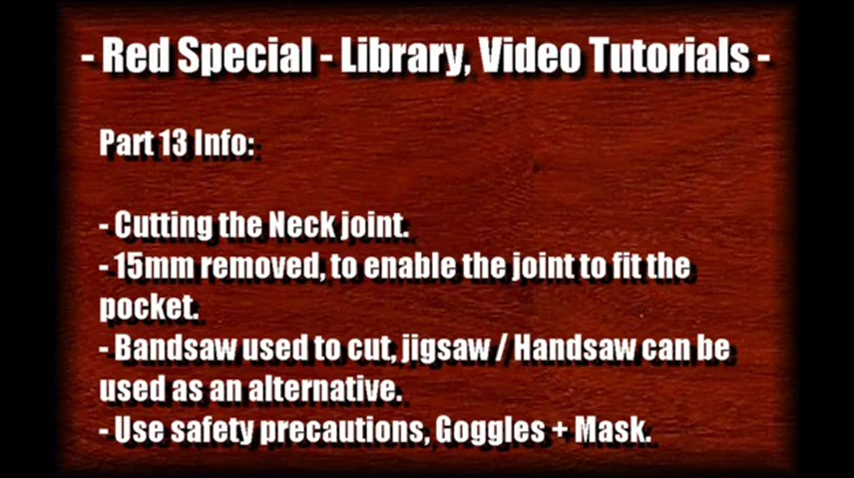 - Red Special - Library, Video Tutorials -
Part 13 Info:
- Cutting the Neck joint.
- 15mm removed, to enable the joint to fit the
pocket.
- Bandsaw used to cut, jigsaw / Handsaw can be
used as an alternative.
- Use safety precautions, Goggles + Mask.